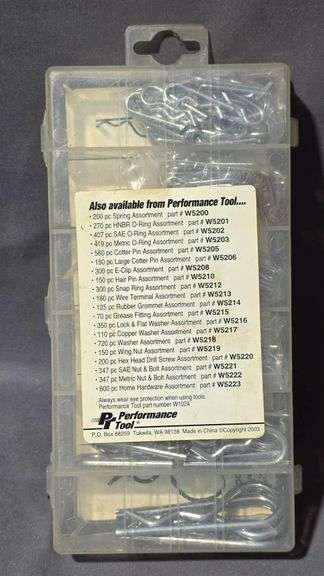 Also available from Performance Tool....
• 200 pc Spring Assortment part # W5200
• 270 pc HNBR O-Ring Assortment part # W5201
• 407 pc SAE O-Ring Assortment part # W5202
• 419 pc Metric O-Ring Assortment part # W5203
• 560 pc Cotter Pin Assortment part # W5205
• 150 pc Large Cotter Pin Assortment part # W5206
• 300 pc E-Clip Assortment part # W5208
• 150 pc Hair Pin Assortment part # W5210
• 300 pc Snap Ring Assortment part # W5212
• 160 pc Wire Terminal Assortment part # W5213
• 125 pc Rubber Grommet Assortment part # W5214
• 70 pc Grease Fitting Assortment part # W5215
• 350 pc Lock & Flat Washer Assortment part # W5216
• 110 pc Copper Washer Assortment part # W5217
• 720 pc Washer Assortment part # W5218
• 150 pc Wing Nut Assortment part # W5219
• 200 pc Hex Head Drill Screw Assortment part # W5220
• 347 pc SAE Nut & Bolt Assortment part # W5221
• 347 pc Metric Nut & Bolt Assortment part # W5222
• 600 pc Home Hardware Assortment part # W5223
Always wear eye protection when using tools.
Performance Tool part number W1024
PT Performance
Tool
P.O. Box 88259 Tukwila, WA 98138 Made in China ©Copyright 2003